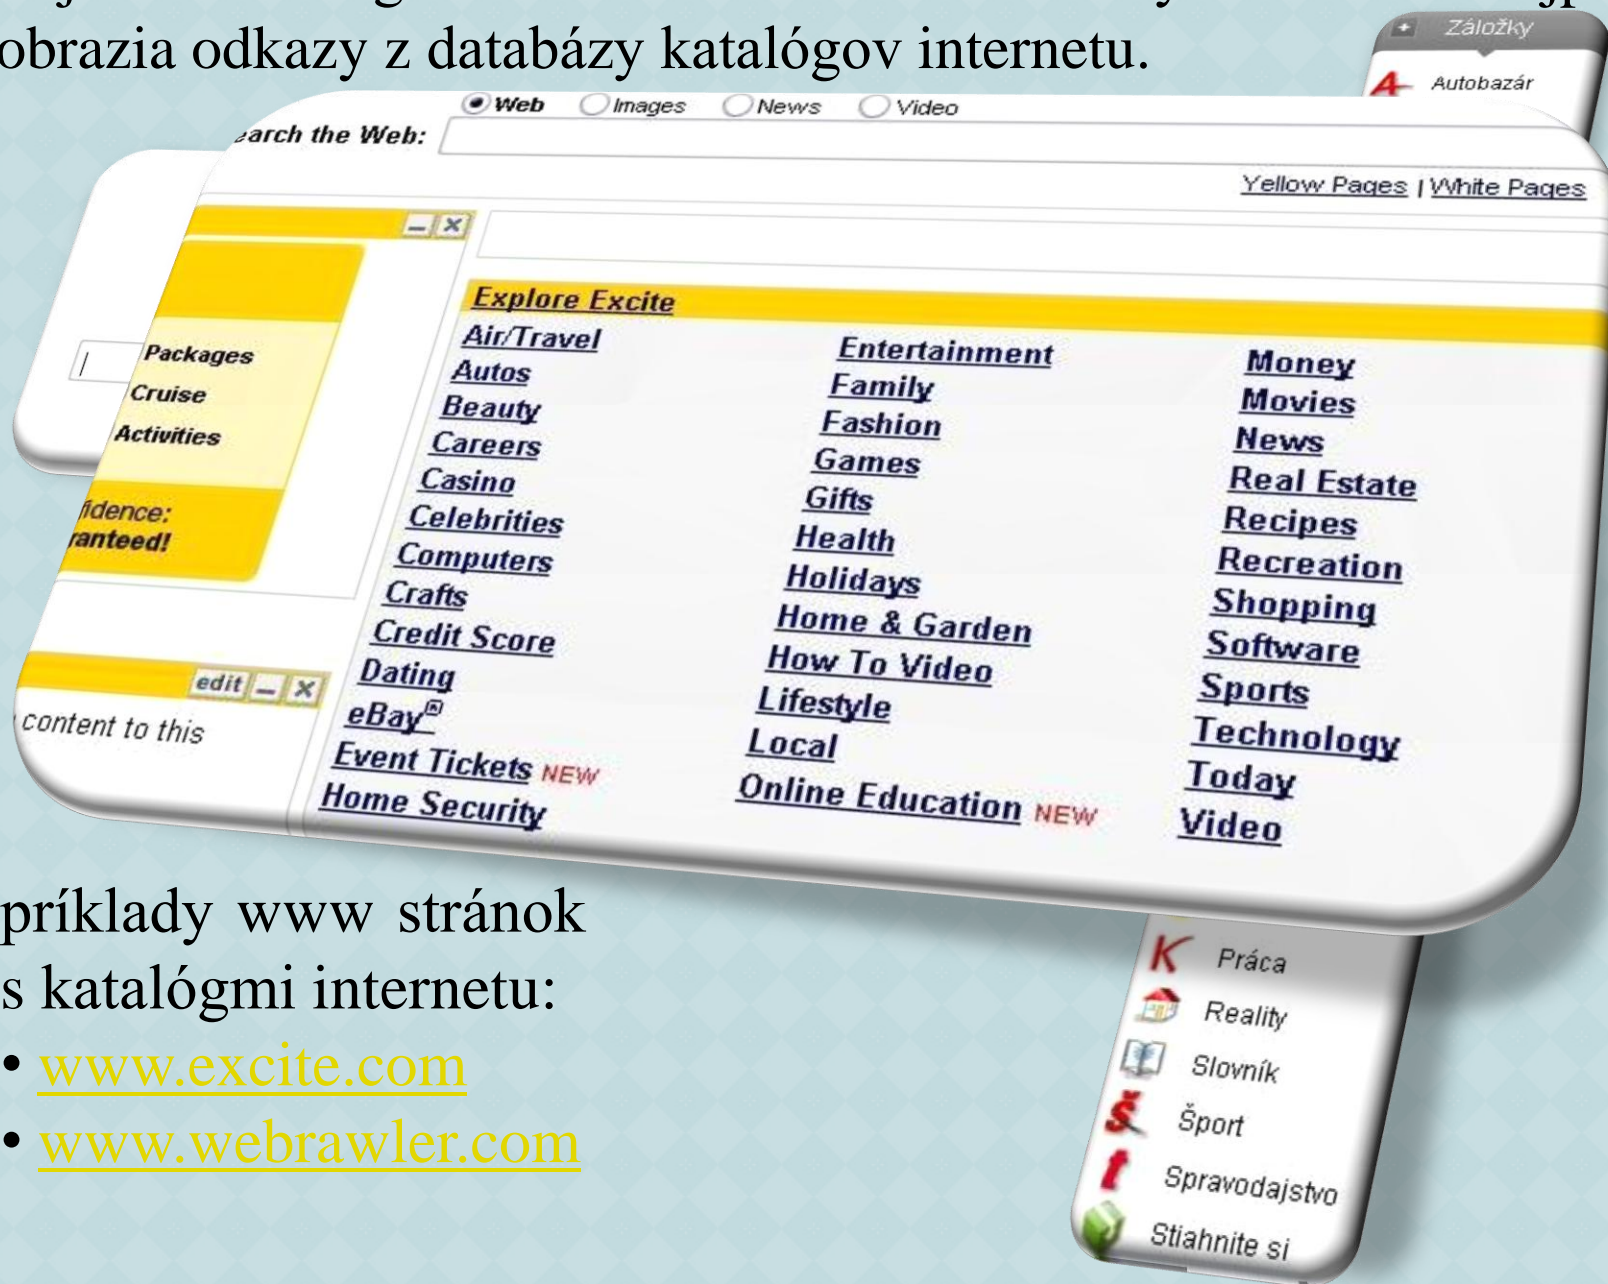 obrazia odkazy z databázy katalógov internetu.
Záložky
Autobazár
Web Images News Video
earch the Web:
Yellow Pages | White Pages
Packages
Cruise
Activities
fidence:
ranteed!
edit
content to this
Explore Excite
Air/Travel
Autos
Beauty
Careers
Casino
Celebrities
Computers
Crafts
Credit Score
Dating
eBay®
Event Tickets NEW
Home Security
Entertainment
Family
Fashion
Games
Gifts
Health
Holidays
Home & Garden
How To Video
Lifestyle
Local
Online Education NEW
Money
Movies
News
Real Estate
Recipes
Recreation
Shopping
Software
Sports
Technology
Today
Video
príklady www stránok
s katalógmi internetu:
• www.excite.com
• www.webrawler.com
Práca
Reality
Slovník
Šport
Spravodajstvo
Stiahnite si